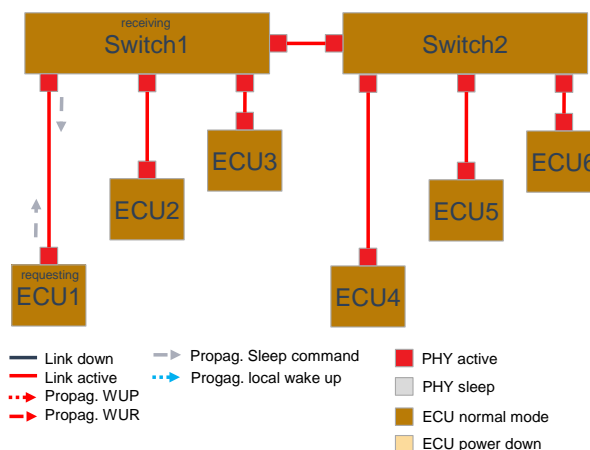 receiving
Switch1
Switch2
ECU3
ECU6
ECU2
ECU5
requesting
ECU1
ECU4
Link down
Link active
Propag. WUP
Propag. WUR
Propag. Sleep command
Progag. local wake up
PHY active
PHY sleep
ECU normal mode
ECU power down